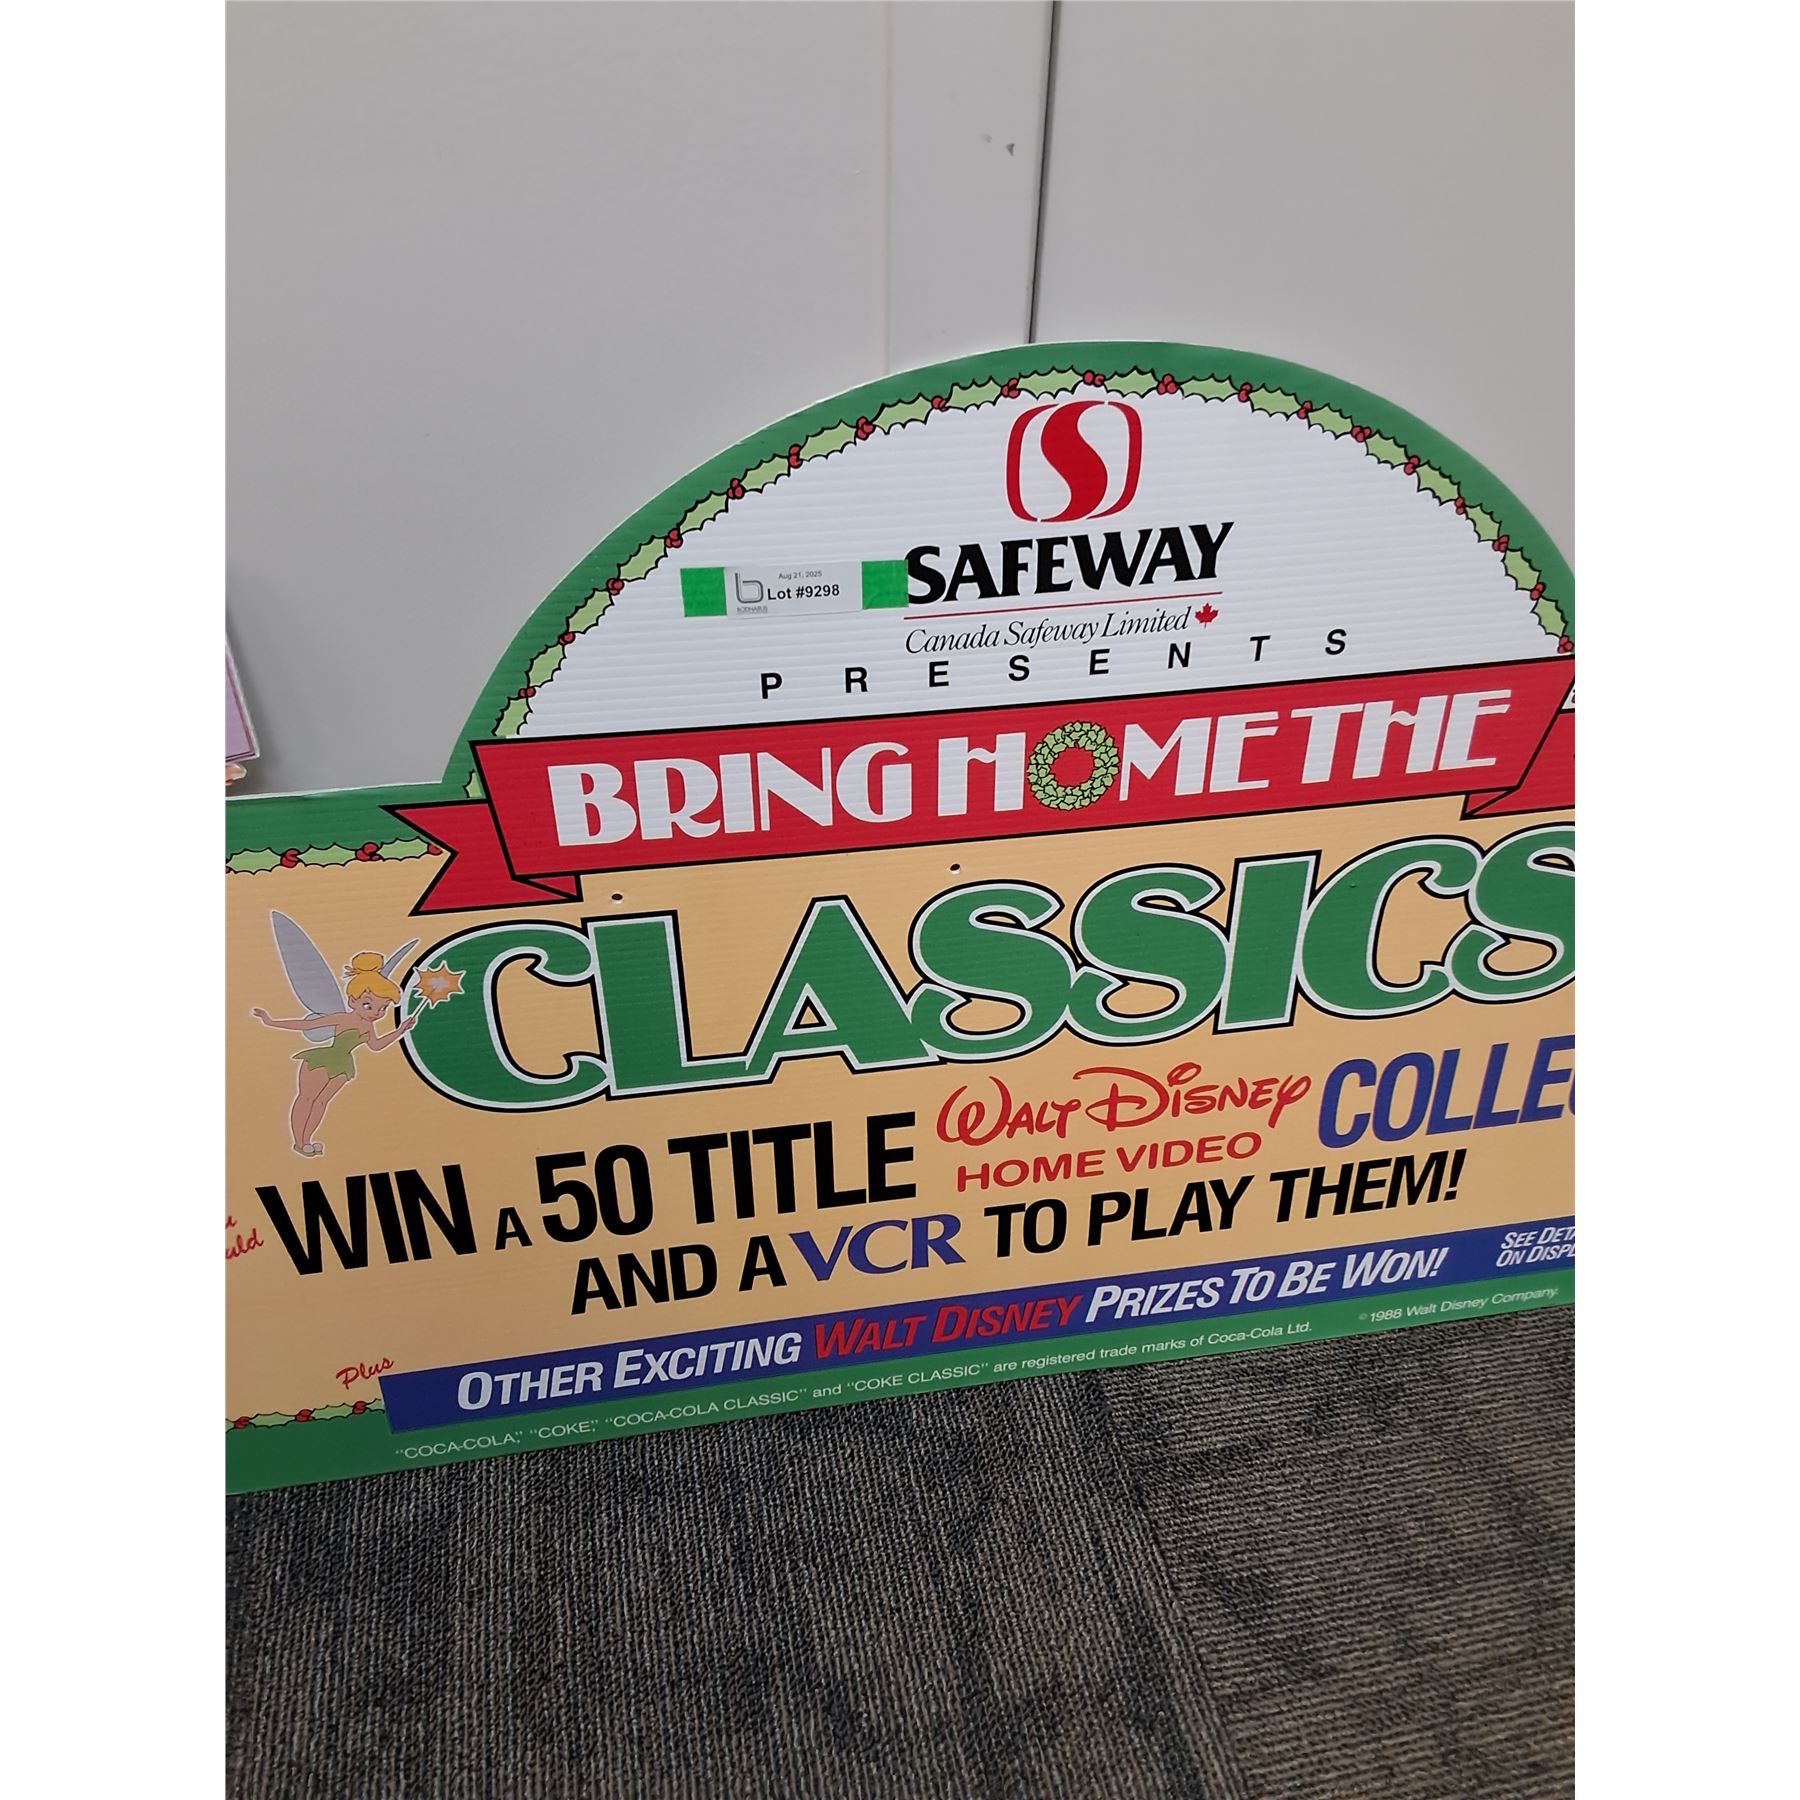 SAFEWAY
Aug 21, 2025
Lot #9298
BODNARUS
Canada Safeway Limited
PRESENTS
BRING HOME THE
CLASSICS
WALT DISNEY COLLE
HOME VIDEO
WIN A 50 TITLE
AND A VCR TO PLAY THEM!
Plus OTHER EXCITING WALT DISNEY PRIZES TO BE WON!
SEE DETA
ON DISPL
"COCA-COLA", "COKE", "COCA-COLA CLASSIC" and "COKE CLASSIC" are registered trade marks of Coca-Cola Ltd. © 1988 Walt Disney Company.